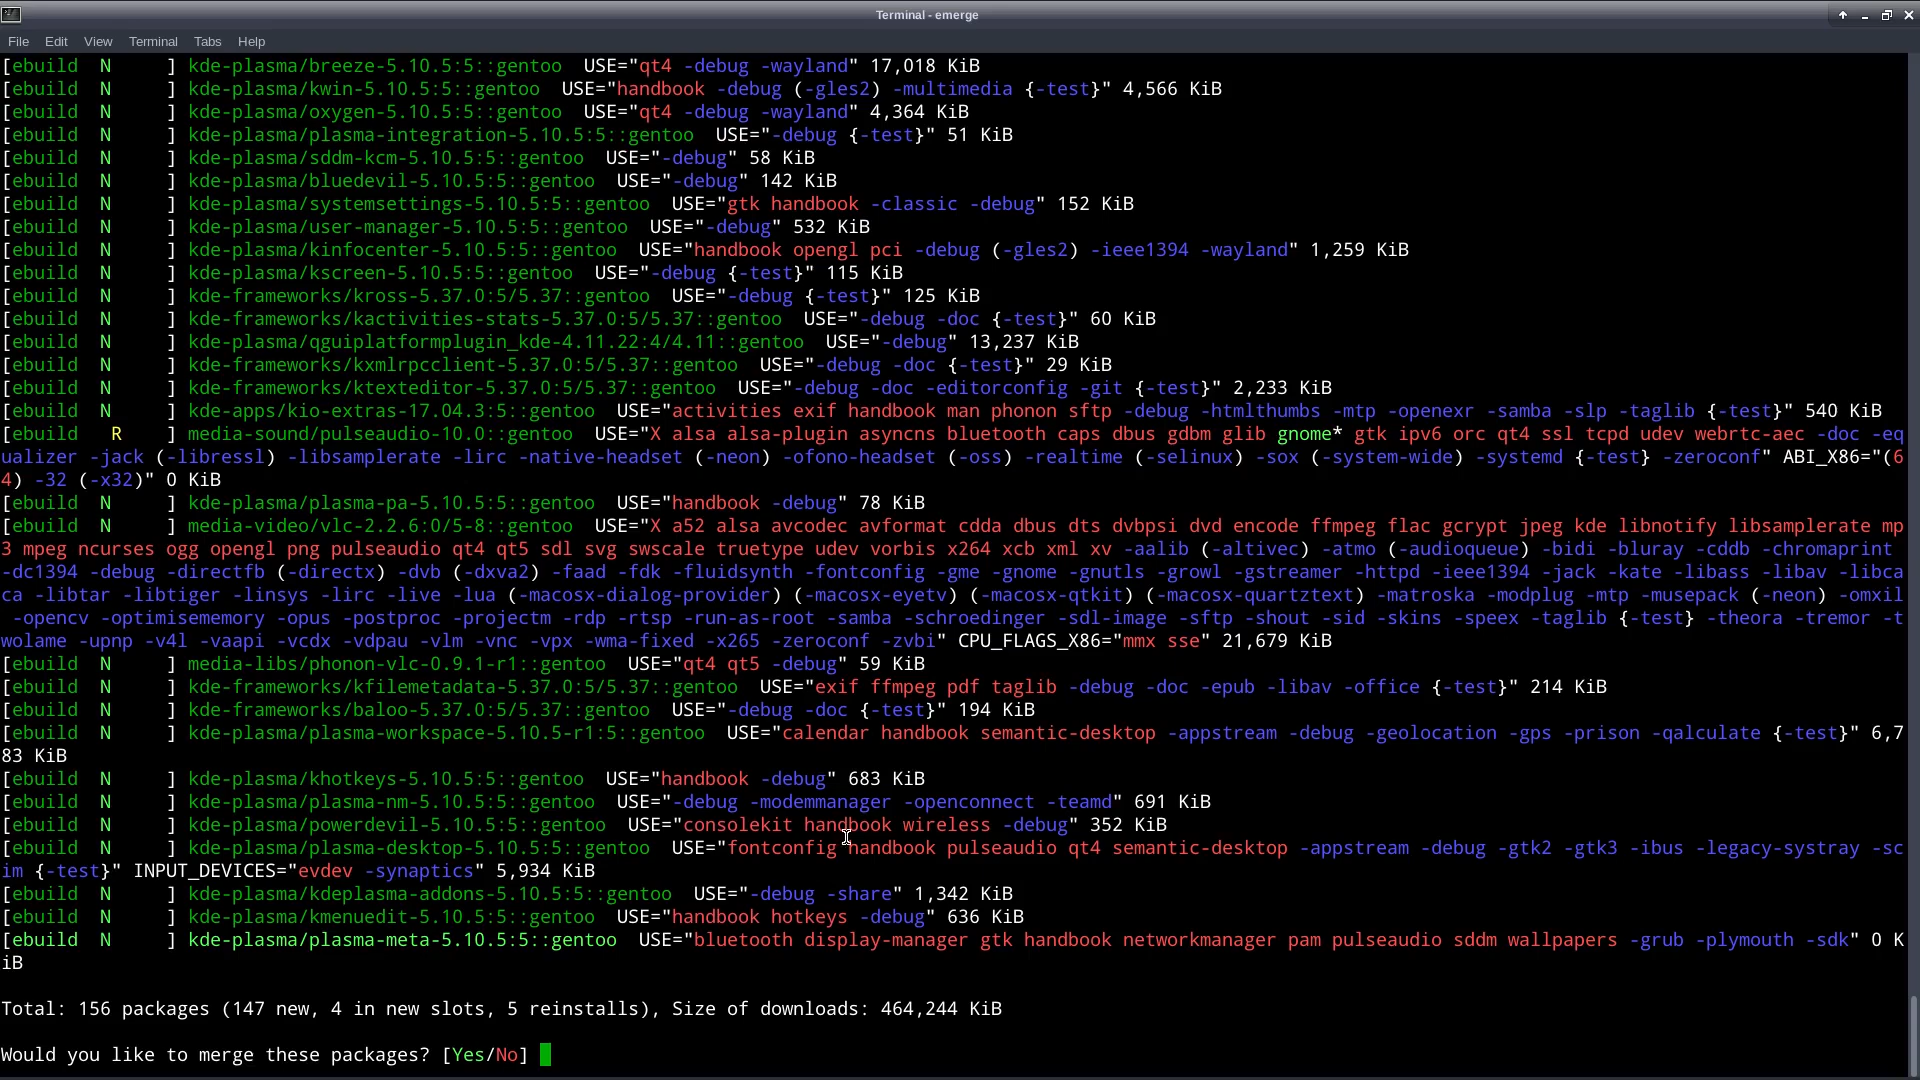 Terminal - emerge
File Edit View Terminal Tabs Help
[ebuild  N     ] kde-plasma/breeze-5.10.5:5::gentoo  USE="qt4 -debug -wayland" 17,018 KiB
[ebuild  N     ] kde-plasma/kwin-5.10.5:5::gentoo  USE="handbook -debug (-gles2) -multimedia {-test}" 4,566 KiB
[ebuild  N     ] kde-plasma/oxygen-5.10.5:5::gentoo  USE="qt4 -debug -wayland" 4,364 KiB
[ebuild  N     ] kde-plasma/plasma-integration-5.10.5:5::gentoo  USE="-debug {-test}" 51 KiB
[ebuild  N     ] kde-plasma/sddm-kcm-5.10.5:5::gentoo  USE="-debug" 58 KiB
[ebuild  N     ] kde-plasma/bluedevil-5.10.5:5::gentoo  USE="-debug" 142 KiB
[ebuild  N     ] kde-plasma/systemsettings-5.10.5:5::gentoo  USE="gtk handbook -classic -debug" 152 KiB
[ebuild  N     ] kde-plasma/user-manager-5.10.5:5::gentoo  USE="-debug" 532 KiB
[ebuild  N     ] kde-plasma/kinfocenter-5.10.5:5::gentoo  USE="handbook opengl pci -debug (-gles2) -ieee1394 -wayland" 1,259 KiB
[ebuild  N     ] kde-plasma/kscreen-5.10.5:5::gentoo  USE="-debug {-test}" 115 KiB
[ebuild  N     ] kde-frameworks/kross-5.37.0:5/5.37::gentoo  USE="-debug {-test}" 125 KiB
[ebuild  N     ] kde-frameworks/kactivities-stats-5.37.0:5/5.37::gentoo  USE="-debug -doc {-test}" 60 KiB
[ebuild  N     ] kde-plasma/qguiplatformplugin_kde-4.11.22:4/4.11::gentoo  USE="-debug" 13,237 KiB
[ebuild  N     ] kde-frameworks/kxmlrpcclient-5.37.0:5/5.37::gentoo  USE="-debug -doc {-test}" 29 KiB
[ebuild  N     ] kde-frameworks/ktexteditor-5.37.0:5/5.37::gentoo  USE="-debug -doc -editorconfig -git {-test}" 2,233 KiB
[ebuild  N     ] kde-apps/kio-extras-17.04.3:5::gentoo  USE="activities exif handbook man phonon sftp -debug -htmlthumbs -mtp -openexr -samba -slp -taglib {-test}" 540 KiB
[ebuild   R    ] media-sound/pulseaudio-10.0::gentoo  USE="X alsa alsa-plugin asyncns bluetooth caps dbus gdbm glib gnome* gtk ipv6 orc qt4 ssl tcpd udev webrtc-aec -doc -eq
ualizer -jack (-libressl) -libsamplerate -lirc -native-headset (-neon) -ofono-headset (-oss) -realtime (-selinux) -sox (-system-wide) -systemd {-test} -zeroconf" ABI_X86="(6
4) -32 (-x32)" 0 KiB
[ebuild  N     ] kde-plasma/plasma-pa-5.10.5:5::gentoo  USE="handbook -debug" 78 KiB
[ebuild  N     ] media-video/vlc-2.2.6:0/5-8::gentoo  USE="X a52 alsa avcodec avformat cdda dbus dts dvbpsi dvd encode ffmpeg flac gcrypt jpeg kde libnotify libsamplerate mp
3 mpeg ncurses ogg opengl png pulseaudio qt4 qt5 sdl svg swscale truetype udev vorbis x264 xcb xml xv -aalib (-altivec) -atmo (-audioqueue) -bidi -bluray -cddb -chromaprint
-dc1394 -debug -directfb (-directx) -dvb (-dxva2) -faad -fdk -fluidsynth -fontconfig -gme -gnome -gnutls -growl -gstreamer -httpd -ieee1394 -jack -kate -libass -libav -libca
ca -libtar -libtiger -linsys -lirc -live -lua (-macosx-dialog-provider) (-macosx-eyetv) (-macosx-qtkit) (-macosx-quartztext) -matroska -modplug -mtp -musepack (-neon) -omxil
-opencv -optimisememory -opus -postproc -projectm -rdp -rtsp -run-as-root -samba -schroedinger -sdl-image -sftp -shout -sid -skins -speex -taglib {-test} -theora -tremor -t
wolame -upnp -v4l -vaapi -vcdx -vdpau -vlm -vnc -vpx -wma-fixed -x265 -zeroconf -zvbi" CPU_FLAGS_X86="mmx sse" 21,679 KiB
[ebuild  N     ] media-libs/phonon-vlc-0.9.1-r1::gentoo  USE="qt4 qt5 -debug" 59 KiB
[ebuild  N     ] kde-frameworks/kfilemetadata-5.37.0:5/5.37::gentoo  USE="exif ffmpeg pdf taglib -debug -doc -epub -libav -office {-test}" 214 KiB
[ebuild  N     ] kde-frameworks/baloo-5.37.0:5/5.37::gentoo  USE="-debug -doc {-test}" 194 KiB
[ebuild  N     ] kde-plasma/plasma-workspace-5.10.5-r1:5::gentoo  USE="calendar handbook semantic-desktop -appstream -debug -geolocation -gps -prison -qalculate {-test}" 6,7
83 KiB
[ebuild  N     ] kde-plasma/khotkeys-5.10.5:5::gentoo  USE="handbook -debug" 683 KiB
[ebuild  N     ] kde-plasma/plasma-nm-5.10.5:5::gentoo  USE="-debug -modemmanager -openconnect -teamd" 691 KiB
[ebuild  N     ] kde-plasma/powerdevil-5.10.5:5::gentoo  USE="consolekit handbook wireless -debug" 352 KiB
[ebuild  N     ] kde-plasma/plasma-desktop-5.10.5:5::gentoo  USE="fontconfig handbook pulseaudio qt4 semantic-desktop -appstream -debug -gtk2 -gtk3 -ibus -legacy-systray -sc
im {-test}" INPUT_DEVICES="evdev -synaptics" 5,934 KiB
[ebuild  N     ] kde-plasma/kdeplasma-addons-5.10.5:5::gentoo  USE="-debug -share" 1,342 KiB
[ebuild  N     ] kde-plasma/kmenuedit-5.10.5:5::gentoo  USE="handbook hotkeys -debug" 636 KiB
[ebuild  N     ] kde-plasma/plasma-meta-5.10.5:5::gentoo  USE="bluetooth display-manager gtk handbook networkmanager pam pulseaudio sddm wallpapers -grub -plymouth -sdk" 0 K
iB
Total: 156 packages (147 new, 4 in new slots, 5 reinstalls), Size of downloads: 464,244 KiB
Would you like to merge these packages? [Yes/No]